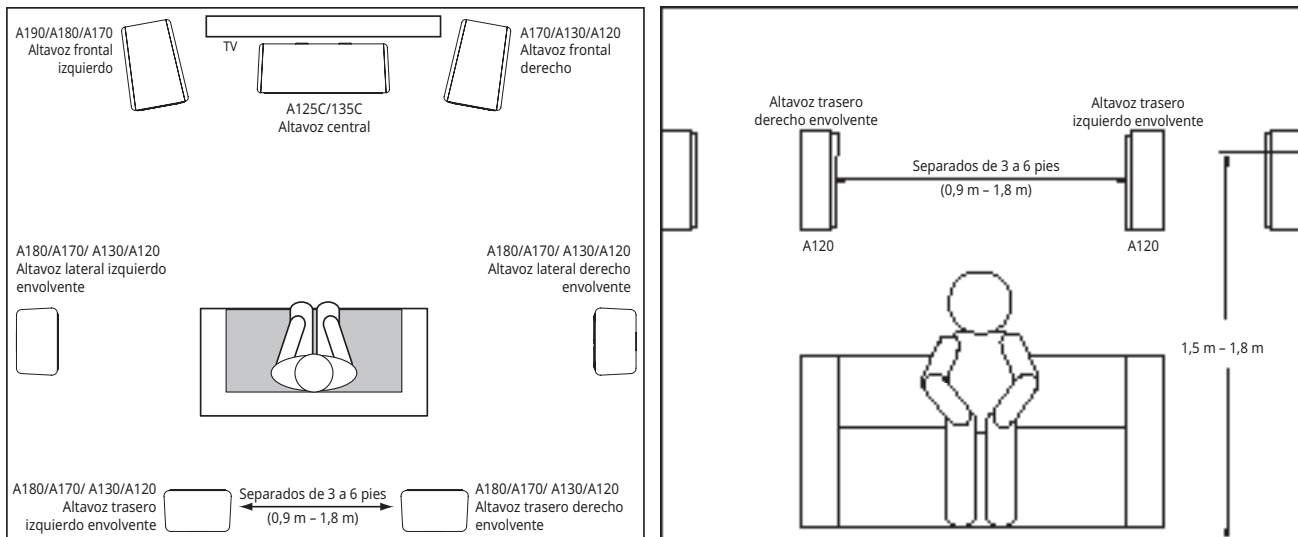 A190/A180/A170
Altavoz frontal
izquierdo
TV
A170/A130/A120
Altavoz frontal
derecho
A125C/135C
Altavoz central
A180/A170/ A130/A120
Altavoz lateral izquierdo
envolvente
A180/A170/ A130/A120
Altavoz lateral derecho
envolvente
A180/A170/ A130/A120
Altavoz trasero
izquierdo envolvente
Separados de 3 a 6 pies
(0,9 m – 1,8 m)
A180/A170/ A130/A120
Altavoz trasero derecho
envolvente
Altavoz trasero
derecho envolvente
Altavoz trasero
izquierdo envolvente
Separados de 3 a 6 pies
(0,9 m – 1,8 m)
A120
A120
1,5 m – 1,8 m